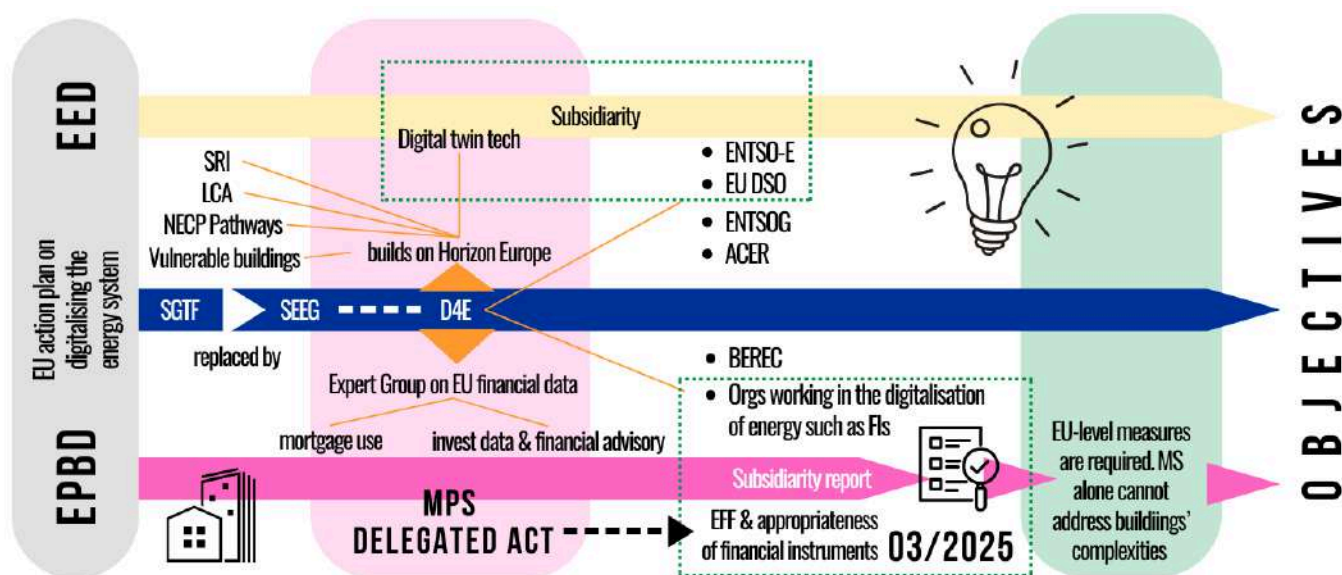 EED
EU action plan on
digitalising the
energy system
EPBD
Subsidiarity
Digital twin tech
SRI
LCA
NECP Pathways
Vulnerable buildings
builds on Horizon Europe
• ENTSO-E
• EU DSO
• ENTSOG
• ACER
SGTF
SEEG
D4E
replaced by
Expert Group on EU financial data
mortgage use
invest data & financial advisory
• BEREC
• Orgs working in the digitalisation
of energy such as FIs
Subsidiarity report
MPS
DELEGATED ACT
EFF & appropriateness
of financial instruments
03/2025
EU-level measures
are required. MS
alone cannot
address buildiings'
complexities
OBJECTIVES